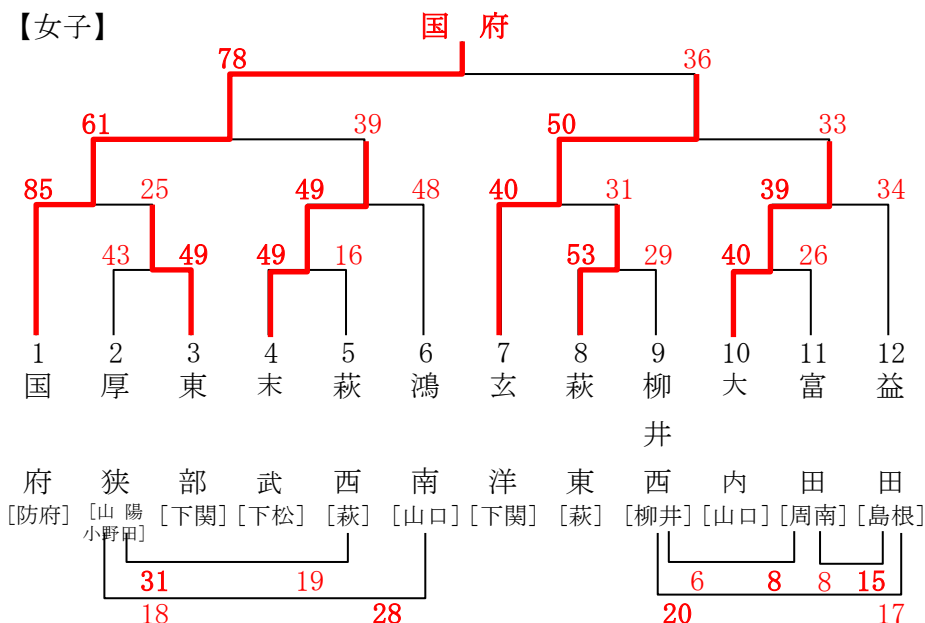 【女子】
国 府
78 36
61 39 50 33
85 25 49 48 40 31 39 34
43 49 49 16 53 29 40 26
1 2 3 4 5 6 7 8 9 10 11 12
国 厚 東 末 萩 鴻 玄 萩 柳 大 富 益
井
府 狭 部 武 西 南 洋 東 西 内 田 田
[防府] [山陽 [下関] [下松] [萩] [山口] [下関] [萩] [柳井] [山口] [周南] [島根]
小野田]
31 19 6 8 8 15
18 28 20 17